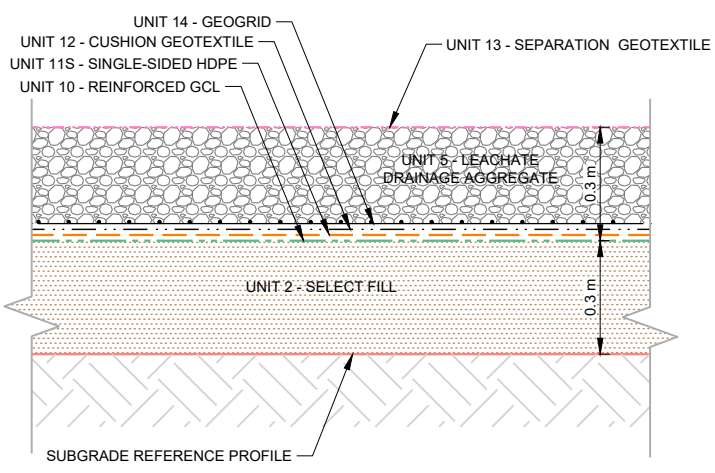 UNIT 14 - GEOGRID
UNIT 12 - CUSHION GEOTEXTILE
UNIT 11S - SINGLE-SIDED HDPE
UNIT 10 - REINFORCED GCL
UNIT 13 - SEPARATION GEOTEXTILE
UNIT 5 - LEACHATE
DRAINAGE AGGREGATE
0.3 m
UNIT 2 - SELECT FILL
0.3 m
SUBGRADE REFERENCE PROFILE